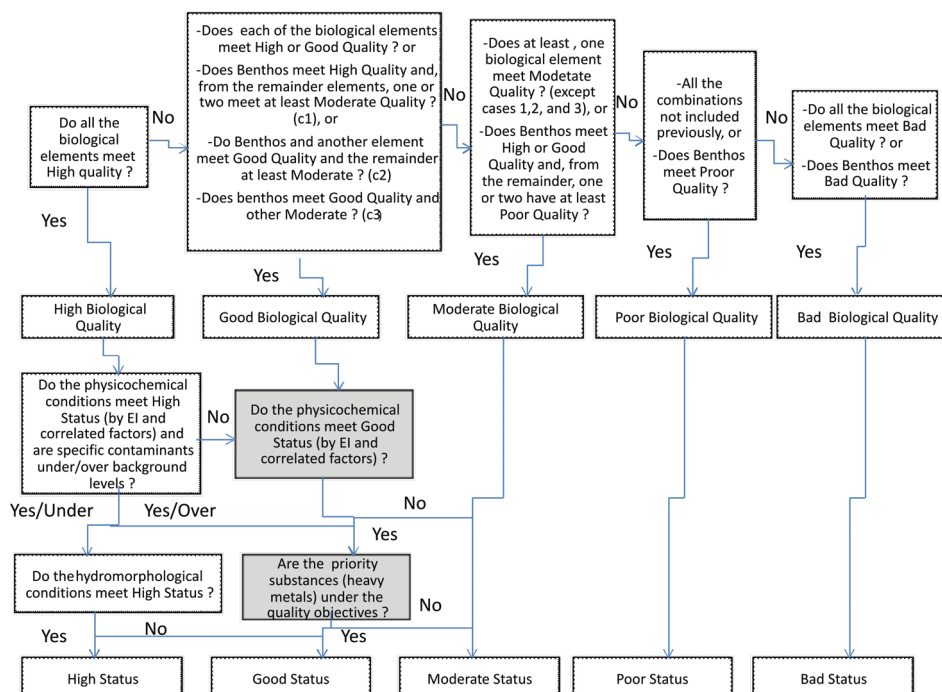 Do all the
biological
elements meet
High quality ?
No
Yes
-Does each of the biological elements
meet High or Good Quality ? or
-Does Benthos meet High Quality and,
from the remainder elements, one or
two meet at least Moderate Quality ?
(c1), or
-Do Benthos and another element
meet Good Quality and the remainder
at least Moderate ? (c2)
-Does benthos meet Good Quality and
other Moderate ? (c3)
No
Yes
-Does at least , one
biological element
meet Modetate
Quality ? (except
cases 1,2, and 3), or
-Does Benthos meet
High or Good
Quality and, from
the remainder, one
or two have at least
Poor Quality ?
No
Yes
-All the
combinations
not included
previously, or
-Does Benthos
meet Proor
Quality ?
No
Yes
-Do all the biological
elements meet Bad
Quality ? or
-Does Benthos meet
Bad Quality ?
Yes
High Biological
Quality
Good Biological Quality
Moderate Biological
Quality
Poor Biological Quality
Bad Biological Quality
Do the physicochemical
conditions meet High
Status (by EI and
correlated factors) and
are specific contaminants
under/over background
levels ?
No
Do the physicochemical
conditions meet Good
Status (by EI and
correlated factors) ?
No
Yes/Under
Yes/Over
Yes
Do the hydromorphological
conditions meet High Status ?
Are the priority
substances (heavy
metals) under the
quality objectives ?
No
Yes
No
Yes
High Status
Good Status
Moderate Status
Poor Status
Bad Status